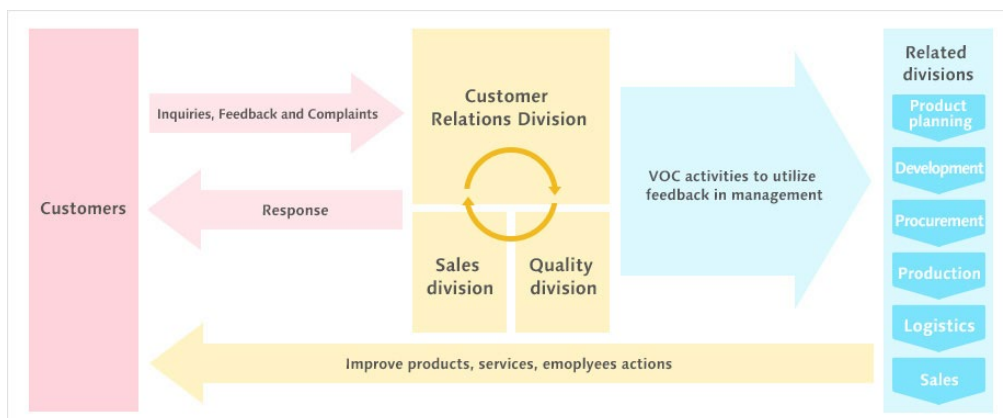 Customers
Inquiries, Feedback and Complaints
Response
Customer
Relations Division
Sales
division
Quality
division
VOC activities to utilize
feedback in management
Improve products, services, emoplyees actions
Related
divisions
Product
planning
Development
Procurement
Production
Logistics
Sales